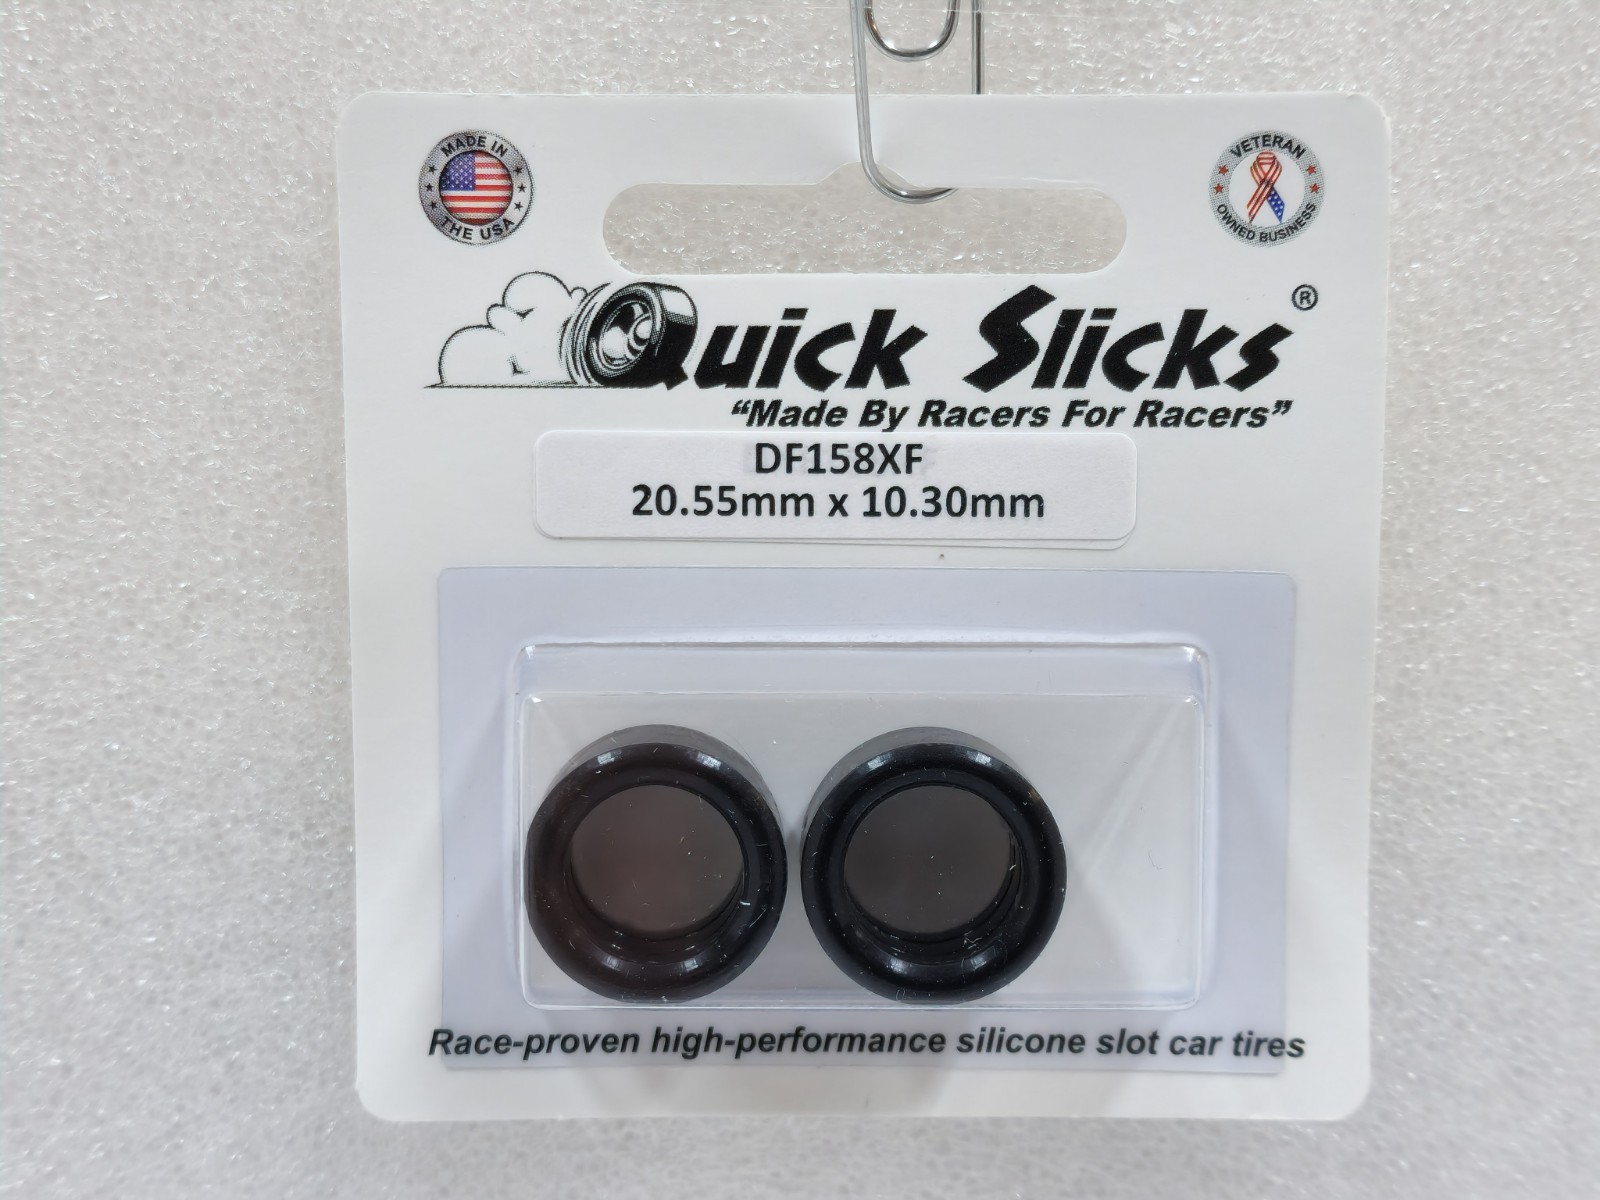 MADE IN
THE USA
VETERAN
OWNED BUSINESS
Quick Slicks®
“Made By Racers For Racers”
DF158XF
20.55mm x 10.30mm
Race-proven high-performance silicone slot car tires